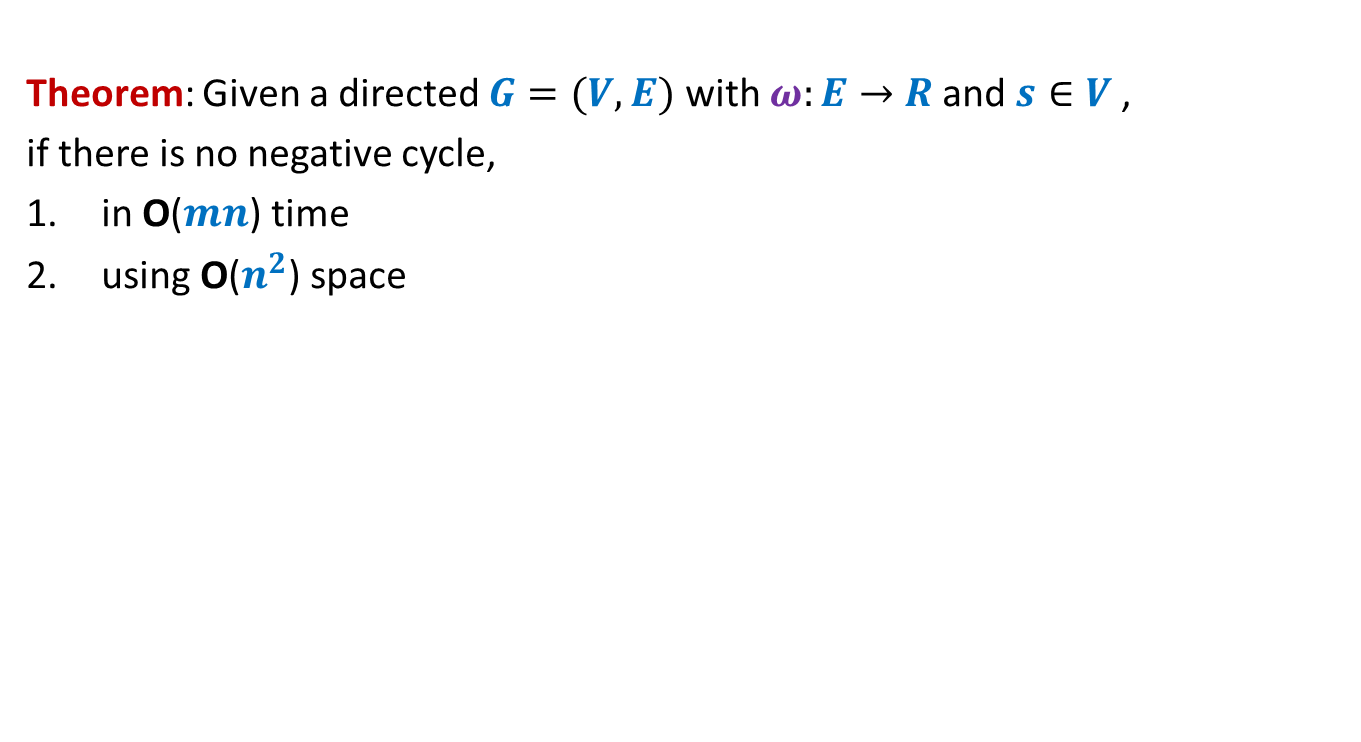 Theorem: Given a directed G = (V, E) with ω: E → R and s ∈ V ,
if there is no negative cycle,
1. in O(mn) time
2. using O(n²) space